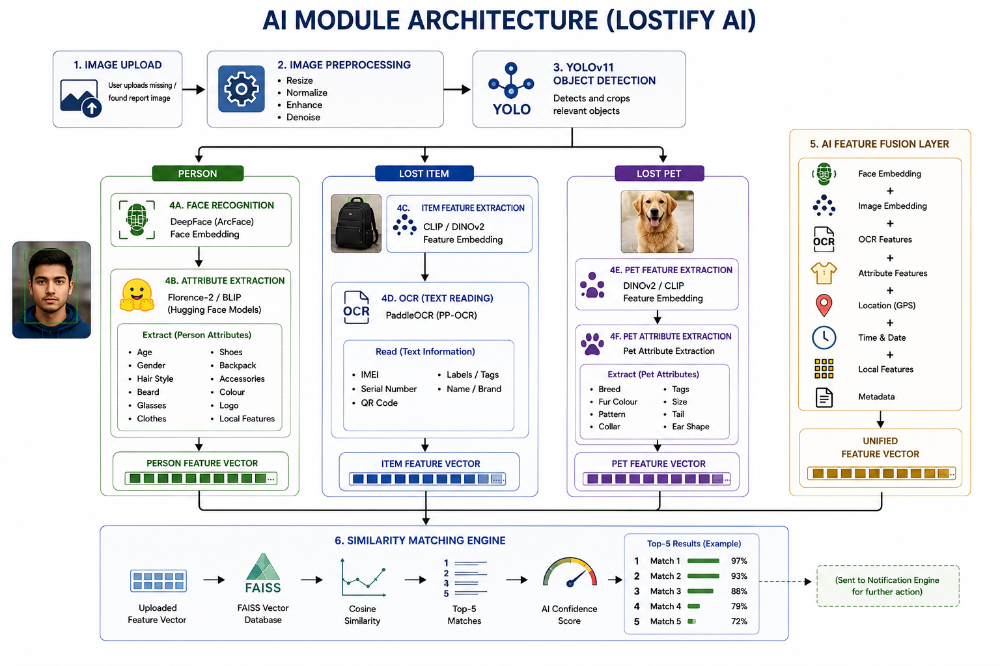 AI MODULE ARCHITECTURE (LOSTIFY AI)
1. IMAGE UPLOAD
User uploads missing /
found report image
2. IMAGE PREPROCESSING
• Resize
• Normalize
• Enhance
• Denoise
YOLO
3. YOLOv11
OBJECT DETECTION
Detects and crops
relevant objects
PERSON
4A. FACE RECOGNITION
DeepFace (ArcFace)
Face Embedding
4B. ATTRIBUTE EXTRACTION
Florence-2 / BLIP
(Hugging Face Models)
Extract (Person Attributes)
• Age
• Gender
• Hair Style
• Beard
• Glasses
• Clothes
• Shoes
• Backpack
• Accessories
• Colour
• Logo
• Local Features
PERSON FEATURE VECTOR
LOST ITEM
4C. ITEM FEATURE EXTRACTION
CLIP / DINOv2
Feature Embedding
OCR
4D. OCR (TEXT READING)
PaddleOCR (PP-OCR)
Read (Text Information)
• IMEI
• Serial Number
• QR Code
• Labels / Tags
• Name / Brand
ITEM FEATURE VECTOR
LOST PET
4E. PET FEATURE EXTRACTION
DINOv2 / CLIP
Feature Embedding
4F. PET ATTRIBUTE EXTRACTION
Pet Attribute Extraction
Extract (Pet Attributes)
• Breed
• Fur Colour
• Pattern
• Collar
• Tags
• Size
• Tail
• Ear Shape
PET FEATURE VECTOR
5. AI FEATURE FUSION LAYER
Face Embedding
+
Image Embedding
+
OCR
OCR Features
+
Attribute Features
+
Location (GPS)
+
Time & Date
+
Local Features
Metadata
UNIFIED
FEATURE VECTOR
6. SIMILARITY MATCHING ENGINE
Uploaded
Feature Vector
FAISS
FAISS Vector
Database
Cosine
Similarity
1
2
4
5
Top-5
Matches
AI Confidence
Score
Top-5 Results (Example)
1 Match 1 97%
2 Match 2 93%
3 Match 3 88%
4 Match 4 79%
5 Match 5 72%
(Sent to Notification Engine
for further action)